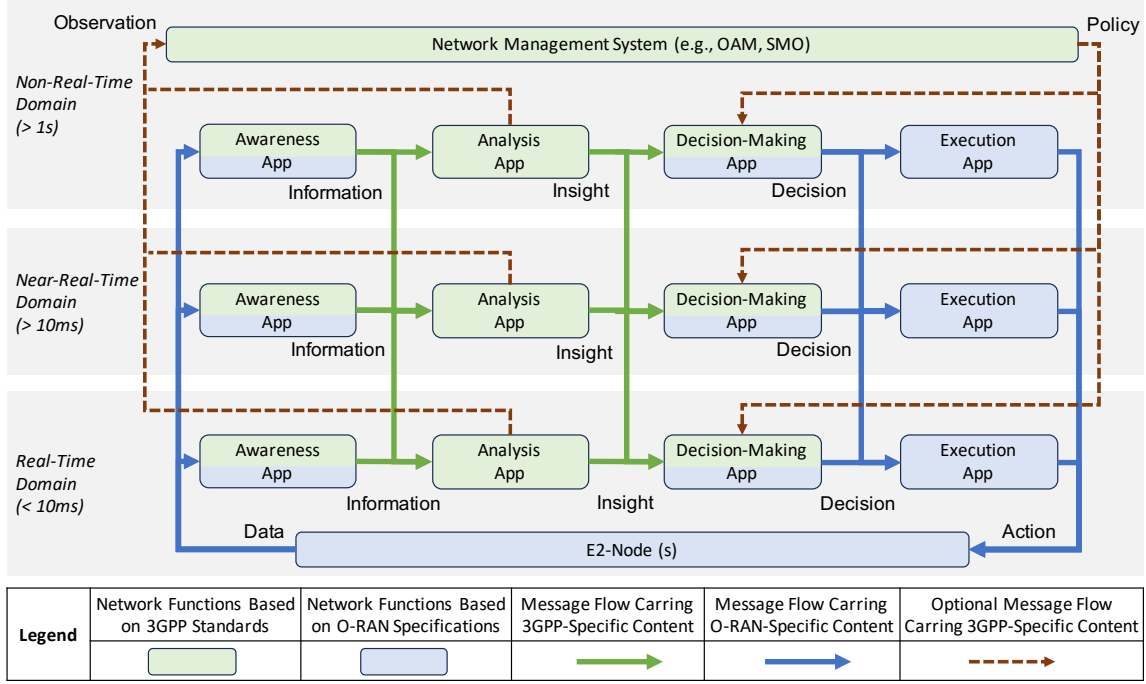 Observation
Network Management System (e.g., OAM, SMO)
Policy
Non-Real-Time
Domain
(> 1s)
Awareness
App
Analysis
App
Decision-Making
App
Execution
App
Information
Insight
Decision
Near-Real-Time
Domain
(> 10ms)
Awareness
App
Analysis
App
Decision-Making
App
Execution
App
Information
Insight
Decision
Real-Time
Domain
(< 10ms)
Awareness
App
Analysis
App
Decision-Making
App
Execution
App
Information
Insight
Decision
Data
E2-Node (s)
Action
Legend
Network Functions Based
on 3GPP Standards
Network Functions Based
on O-RAN Specifications
Message Flow Carring
3GPP-Specific Content
Message Flow Carring
O-RAN-Specific Content
Optional Message Flow
Carring 3GPP-Specific Content